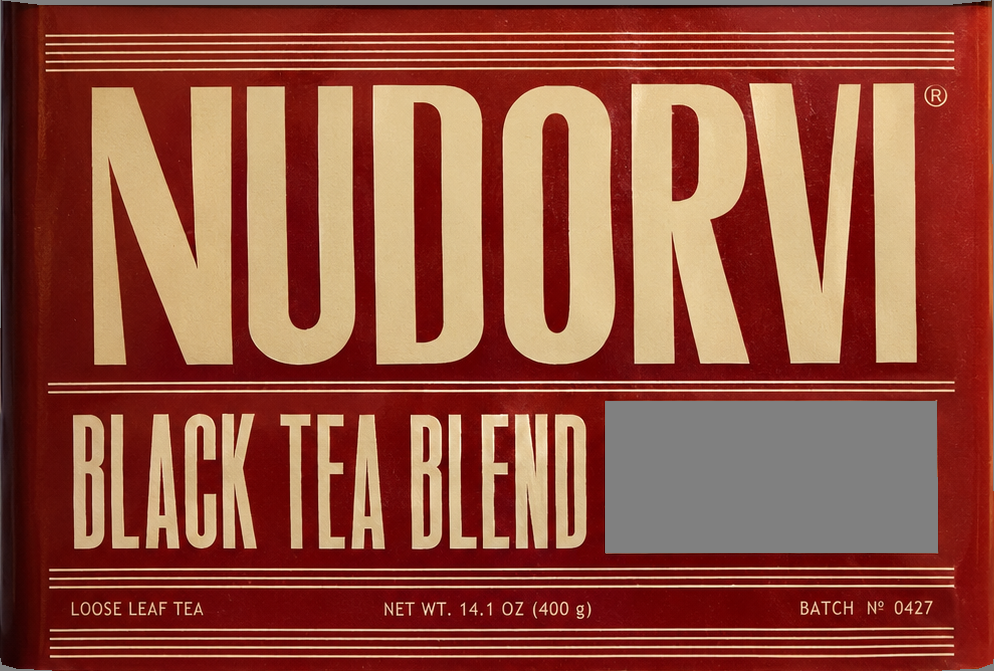 NUDORVI®
BLACK TEA BLEND
LOOSE LEAF TEA NET WT. 14.1 OZ (400 g) BATCH Nº 0427